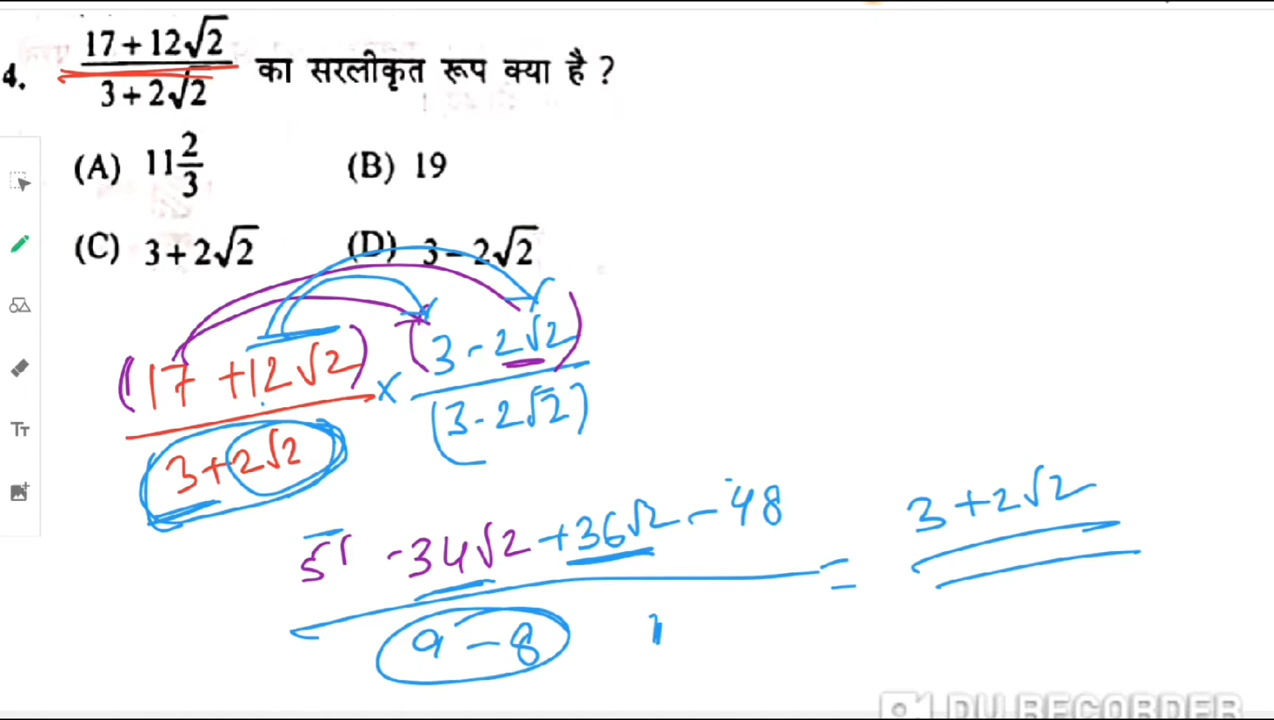 17 + 12√2
4. ――― का सरलीकृत रूप क्या है ?
3 + 2√2
(A) 11 2/3 (B) 19
(C) 3 + 2√2 (D) 3 - 2√2
(17 + 12√2) × (3 - 2√2)
3 + 2√2 (3 - 2√2)
51 - 34√2 + 36√2 - 48 = 3 + 2√2
9 - 8 1
Tт
DU RECORDER